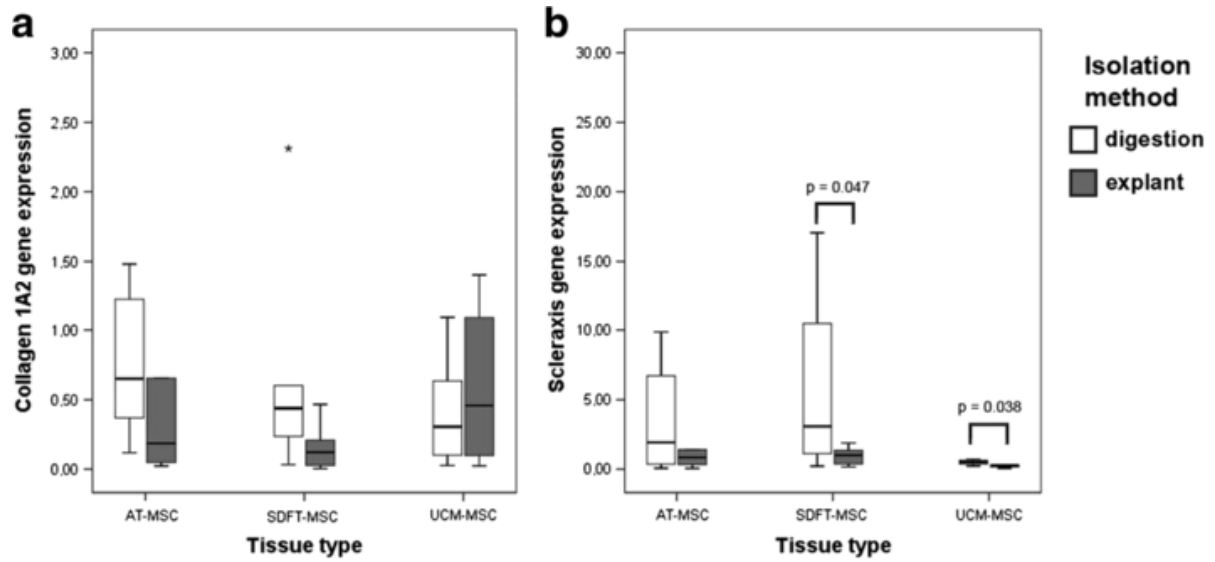 a
Collagen 1A2 gene expression
3.00
2.50
2.00
1.50
1.00
0.50
0.00
*
AT-MSC
SDFT-MSC
UCM-MSC
Tissue type
b
Scleraxis gene expression
30.00
25.00
20.00
15.00
10.00
5.00
0.00
p = 0.047
p = 0.038
AT-MSC
SDFT-MSC
UCM-MSC
Tissue type
Isolation
method
digestion
explant